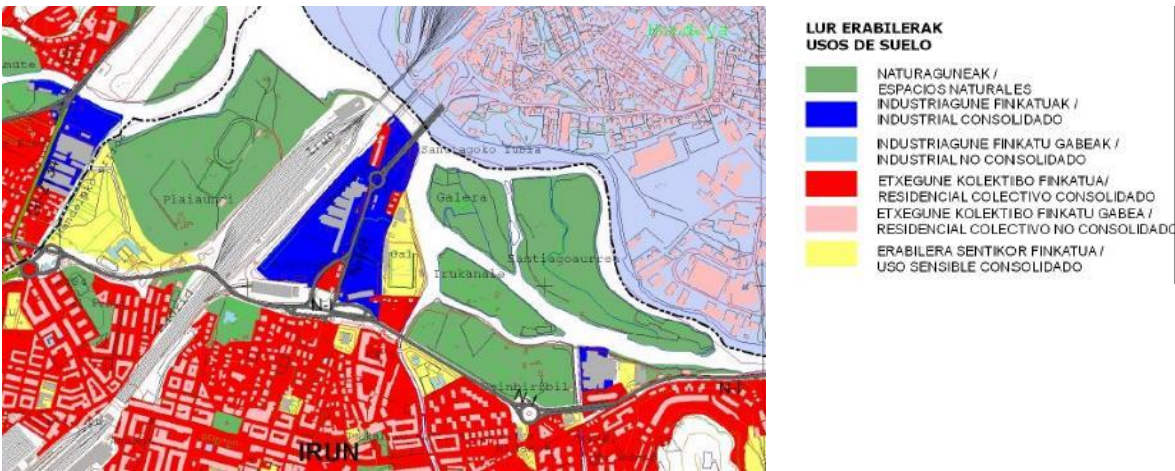 Plaiaundi
Santiagoko zubia
Galera
Irukanale
Santiagoaurrea
IRUN
LUR ERABILERAK
USOS DE SUELO
NATURAGUNEAK /
ESPACIOS NATURALES
INDUSTRIAGUNE FINKATUAK /
INDUSTRIAL CONSOLIDADO
INDUSTRIAGUNE FINKATU GABEAK /
INDUSTRIAL NO CONSOLIDADO
ETXEGUNE KOLEKTIBO FINKATUA/
RESIDENCIAL COLECTIVO CONSOLIDADO
ETXEGUNE KOLEKTIBO FINKATU GABEA /
RESIDENCIAL COLECTIVO NO CONSOLIDADO
ERABILERA SENTIKOR FINKATUA /
USO SENSIBLE CONSOLIDADO